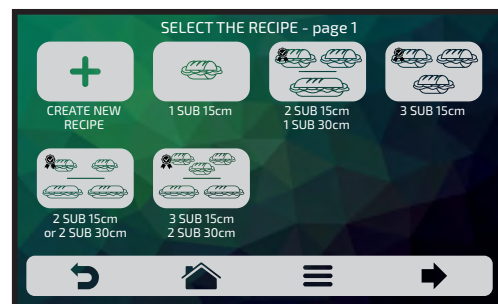 SELECT THE RECIPE - page 1
CREATE NEW
RECIPE
1 SUB 15cm
2 SUB 15cm
1 SUB 30cm
3 SUB 15cm
2 SUB 15cm
or 2 SUB 30cm
3 SUB 15cm
2 SUB 30cm